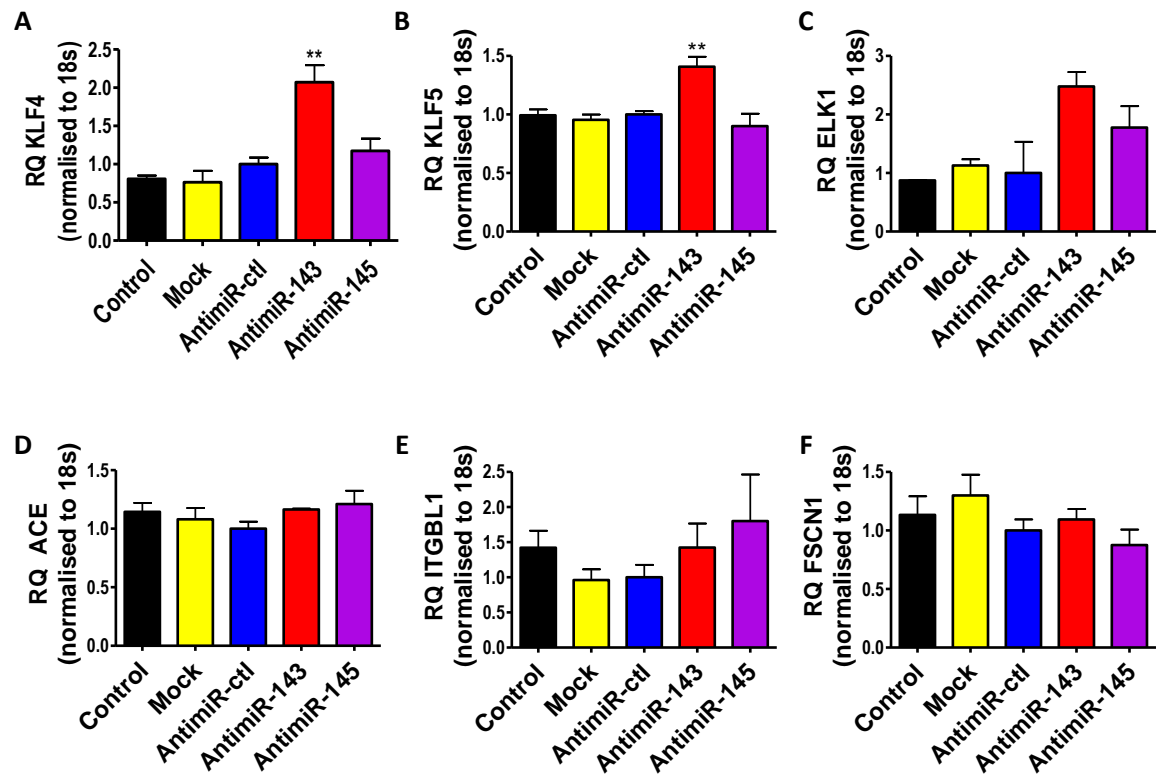 A
RQ KLF4
(normalised to 18s)
2.5
2.0
1.5
1.0
0.5
0.0
**
Control
Mock
AntimiR-ctl
AntimiR-143
AntimiR-145
B
RQ KLF5
(normalised to 18s)
1.5
1.0
0.5
0.0
**
Control
Mock
AntimiR-ctl
AntimiR-143
AntimiR-145
C
RQ ELK1
(normalised to 18s)
3
2
1
0
Control
Mock
AntimiR-ctl
AntimiR-143
AntimiR-145
D
RQ ACE
(normalised to 18s)
1.5
1.0
0.5
0.0
Control
Mock
AntimiR-ctl
AntimiR-143
AntimiR-145
E
RQ ITGBL1
(normalised to 18s)
2.5
2.0
1.5
1.0
0.5
0.0
Control
Mock
AntimiR-ctl
AntimiR-143
AntimiR-145
F
RQ FSCN1
(normalised to 18s)
1.5
1.0
0.5
0.0
Control
Mock
AntimiR-ctl
AntimiR-143
AntimiR-145